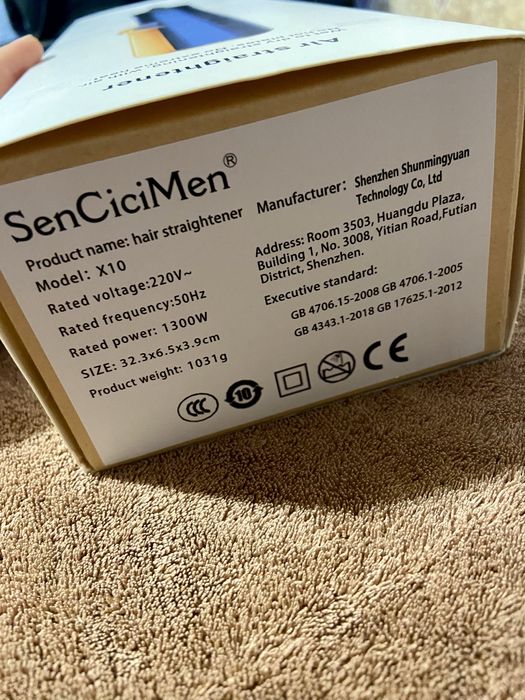 Air straightener
SenCiciMen®
Product name: hair straightener
Model: X10
Rated voltage:220V~
Rated frequency:50Hz
Rated power: 1300W
SIZE: 32.3x6.5x3.9cm
Product weight: 1031g
Manufacturer: Shenzhen Shunmingyuan
Technology Co, Ltd
Address: Room 3503, Huangdu Plaza,
Building 1, No. 3008, Yitian Road,Futian
District, Shenzhen.
Executive standard:
GB 4706.15-2008 GB 4706.1-2005
GB 4343.1-2018 GB 17625.1-2012
CCC
10
CE